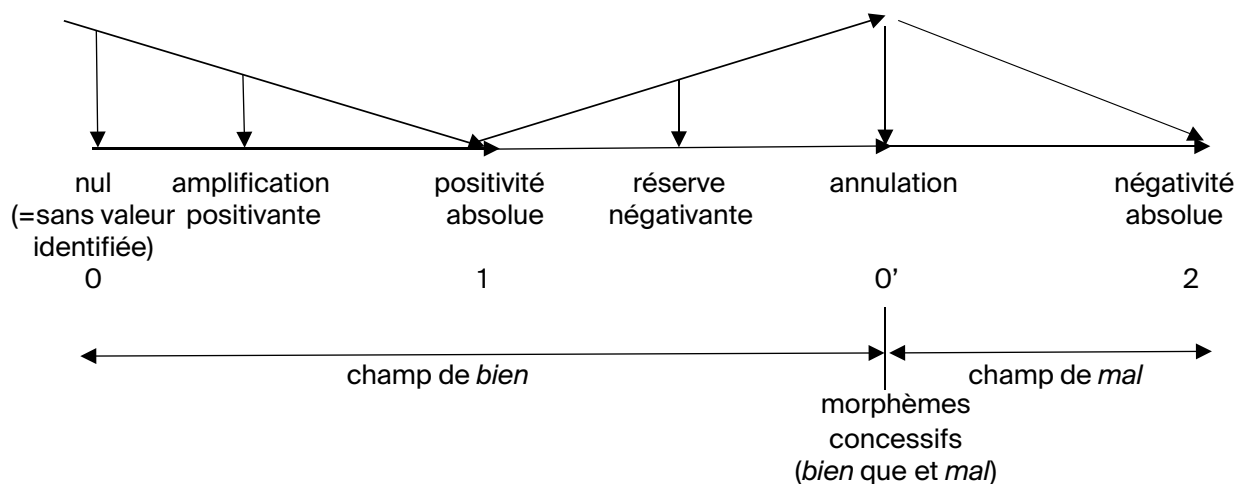 nul
(=sans valeur
identifiée)
amplification
positivante
positivité
absolue
réserve
négativante
annulation
négativité
absolue
0
1
0'
2
champ de bien
champ de mal
morphèmes
concessifs
(bien que et mal)